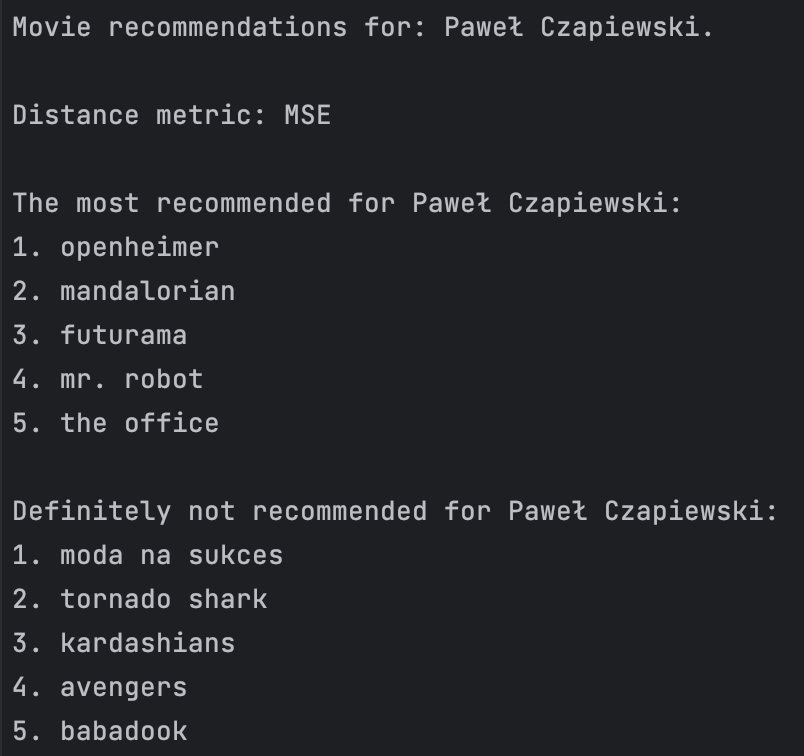 Movie recommendations for: Paweł Czapiewski.
Distance metric: MSE
The most recommended for Paweł Czapiewski:
1. openheimer
2. mandalorian
3. futurama
4. mr. robot
5. the office
Definitely not recommended for Paweł Czapiewski:
1. moda na sukces
2. tornado shark
3. kardashians
4. avengers
5. babadook